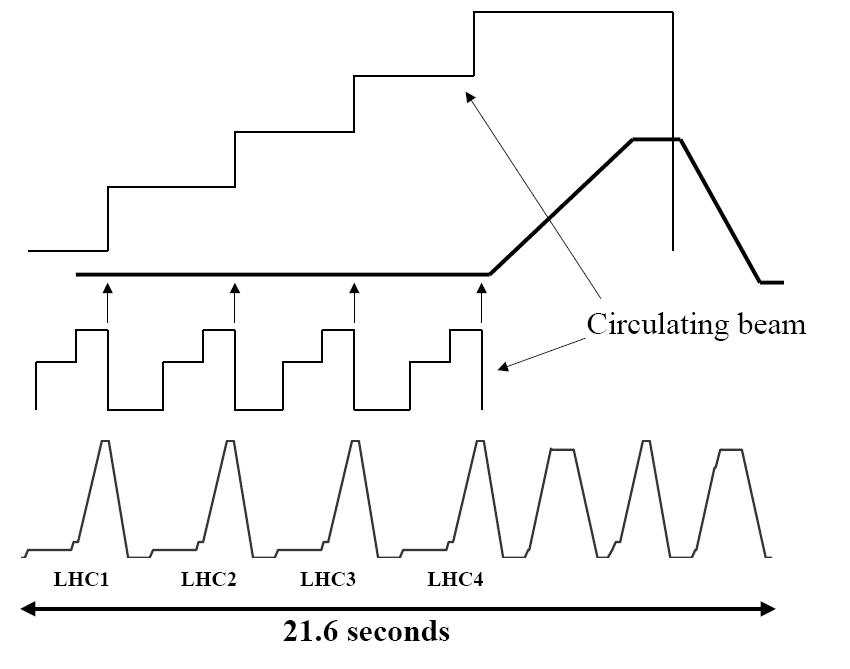 Circulating beam
LHC1
LHC2
LHC3
LHC4
21.6 seconds